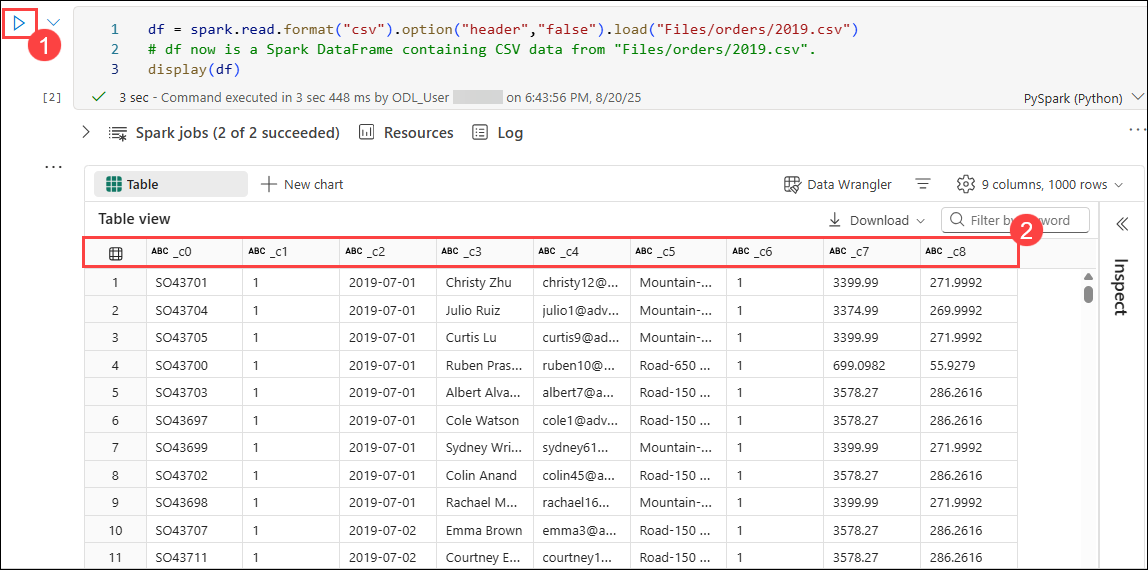 1 df = spark.read.format("csv").option("header","false").load("Files/orders/2019.csv")
1
2 # df now is a Spark DataFrame containing CSV data from "Files/orders/2019.csv".
3 display(df)
[2] 3 sec - Command executed in 3 sec 448 ms by ODL_User on 6:43:56 PM, 8/20/25 PySpark (Python)
Spark jobs (2 of 2 succeeded) Resources Log
Table New chart Data Wrangler 9 columns, 1000 rows
Table view Download Filter by keyword
2
ABC _c0 ABC _c1 ABC _c2 ABC _c3 ABC _c4 ABC _c5 ABC _c6 ABC _c7 ABC _c8
Inspect
1 SO43701 1 2019-07-01 Christy Zhu christy12@... Mountain-... 1 3399.99 271.9992
2 SO43704 1 2019-07-01 Julio Ruiz julio1@adv... Mountain-... 1 3374.99 269.9992
3 SO43705 1 2019-07-01 Curtis Lu curtis9@ad... Mountain-... 1 3399.99 271.9992
4 SO43700 1 2019-07-01 Ruben Pras... ruben10@... Road-650 ... 1 699.0982 55.9279
5 SO43703 1 2019-07-01 Albert Alva... albert7@a... Road-150 ... 1 3578.27 286.2616
6 SO43697 1 2019-07-01 Cole Watson cole1@adv... Road-150 ... 1 3578.27 286.2616
7 SO43699 1 2019-07-01 Sydney Wri... sydney61... Mountain-... 1 3399.99 271.9992
8 SO43702 1 2019-07-01 Colin Anand colin45@a... Road-150 ... 1 3578.27 286.2616
9 SO43698 1 2019-07-01 Rachael M... rachael16... Mountain-... 1 3399.99 271.9992
10 SO43707 1 2019-07-02 Emma Brown emma3@a... Road-150 ... 1 3578.27 286.2616
11 SO43711 1 2019-07-02 Courtney E... courtney1... Road-150 ... 1 3578.27 286.2616